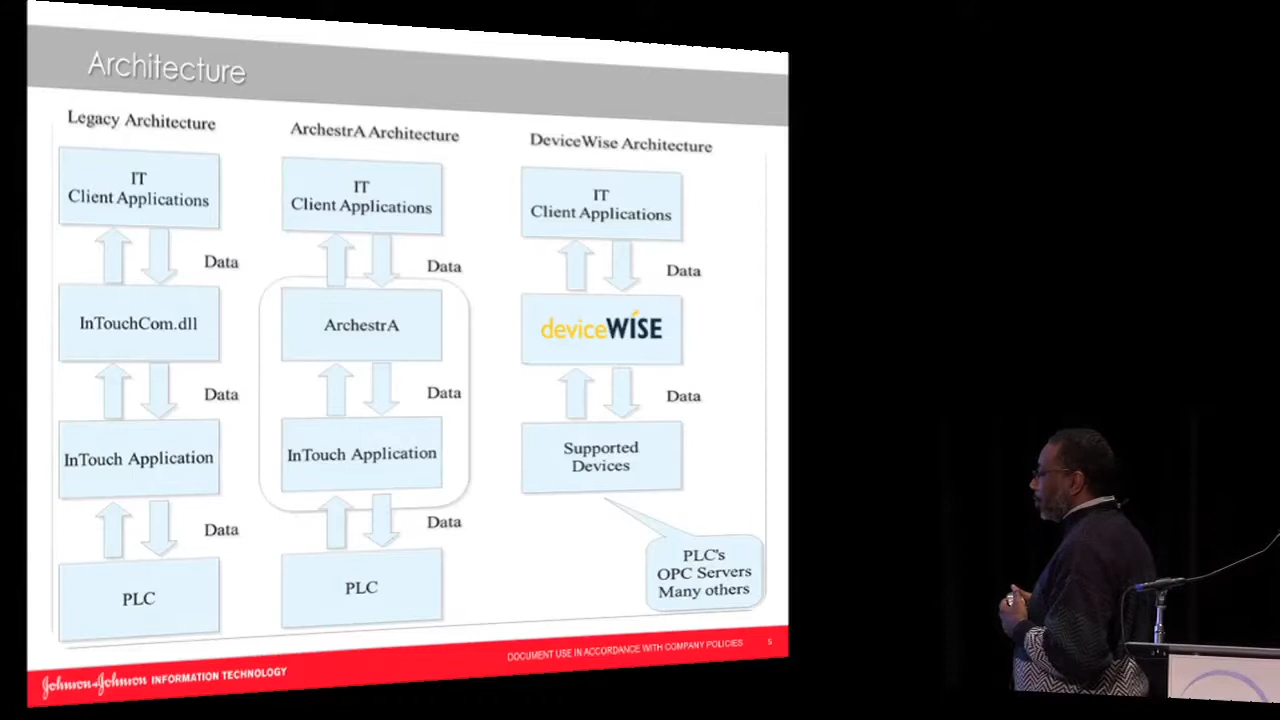 Architecture
Legacy Architecture
IT
Client Applications
Data
InTouchCom.dll
Data
InTouch Application
Data
PLC
ArchestrA Architecture
IT
Client Applications
Data
ArchestrA
Data
InTouch Application
Data
PLC
DeviceWise Architecture
IT
Client Applications
Data
deviceWISE
Data
Supported
Devices
PLC's
OPC Servers
Many others
Johnson & Johnson INFORMATION TECHNOLOGY
DOCUMENT USE IN ACCORDANCE WITH COMPANY POLICIES
5